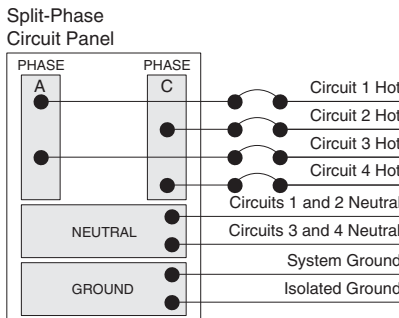 Split-Phase
Circuit Panel
PHASE PHASE
A C
Circuit 1 Hot
Circuit 2 Hot
Circuit 3 Hot
Circuit 4 Hot
Circuits 1 and 2 Neutral
NEUTRAL
Circuits 3 and 4 Neutral
System Ground
GROUND
Isolated Ground